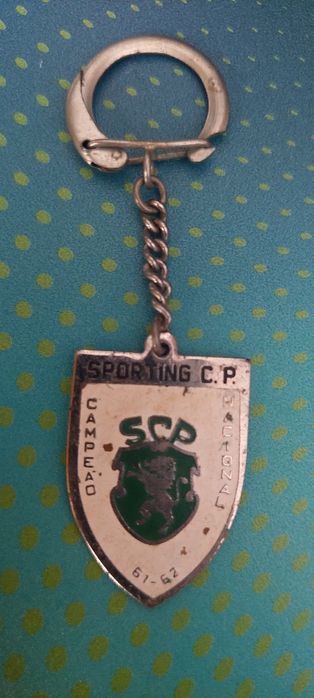 SPORTING C.P.
CAMPEÃO
NACIONAL
SCP
61-62